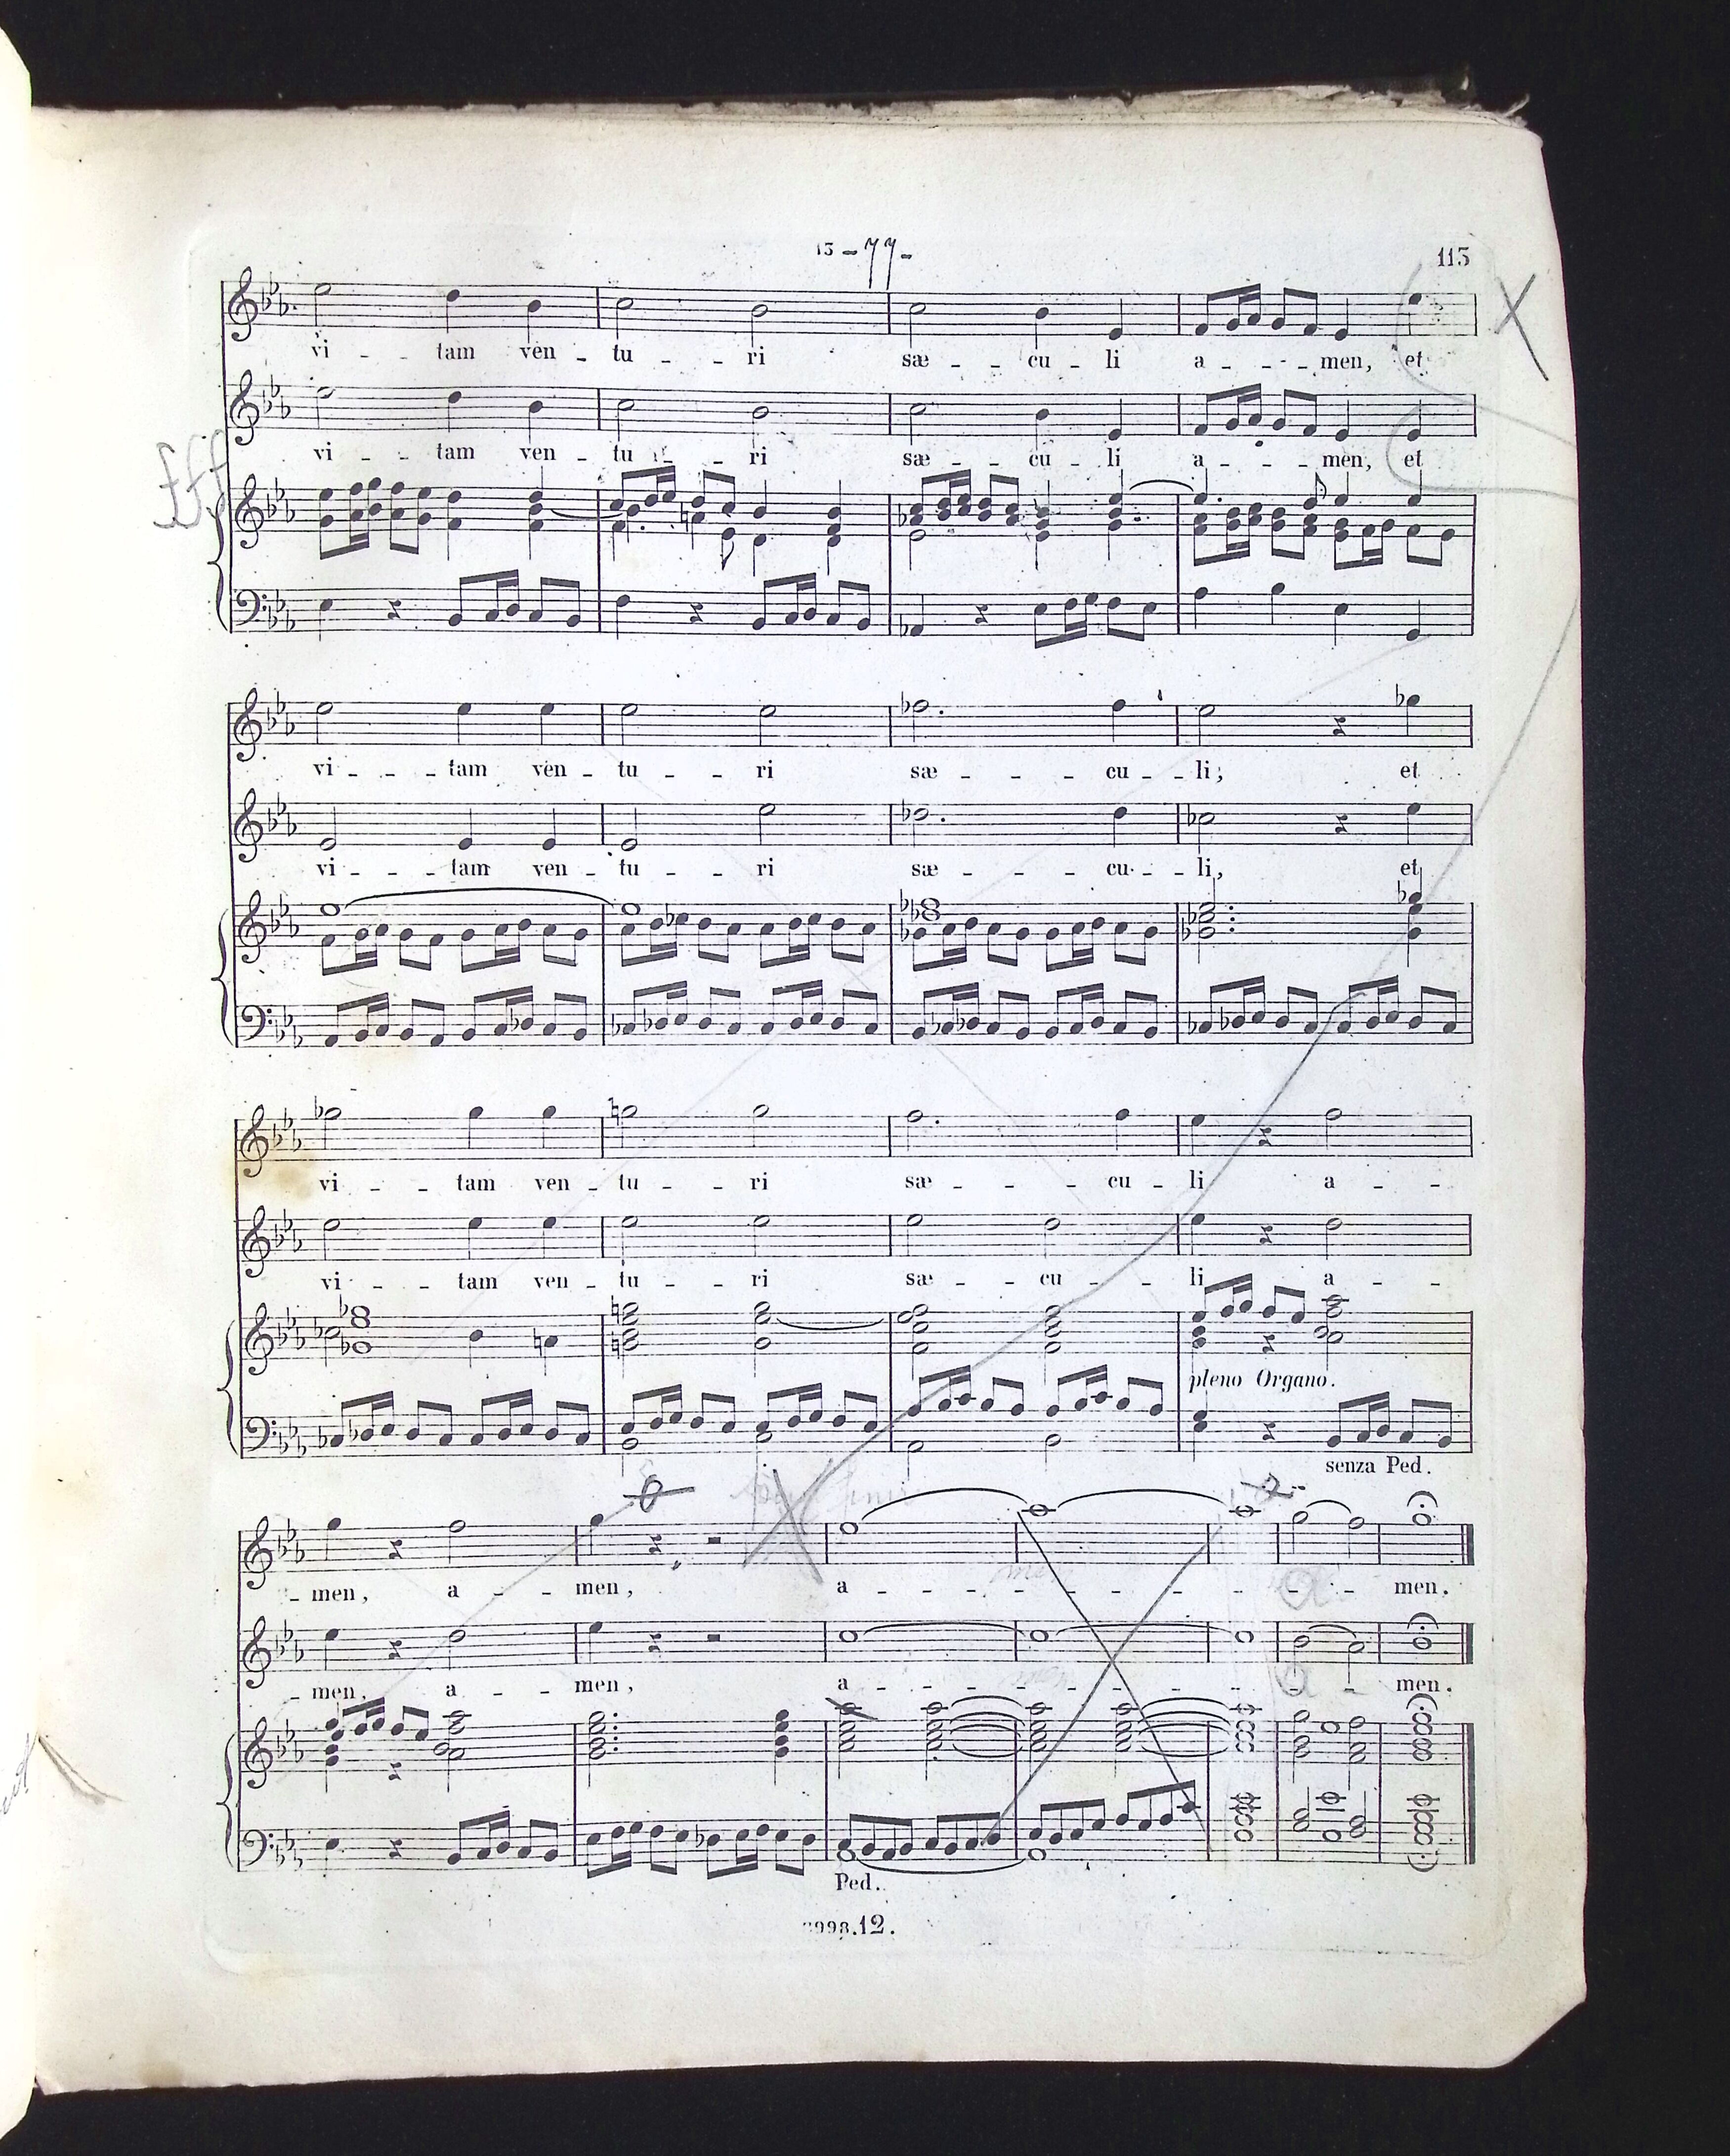 13 - 77 - 113
vi - - tam ven - tu - - ri sæ - - cu - li a - - - - men, et
vi - - tam ven - tu - - ri sæ - - cu - li a - - - - men, et
fff
vi - - - tam ven - tu - - ri sæ - - - cu - - li; et
vi - - - tam ven - tu - - ri sæ - - - cu - - li, et
vi - - tam ven - tu - - ri sæ - - - cu - li a - -
vi - - tam ven - tu - - ri sæ - - cu - - li a - -
pleno Organo.
senza Ped.
- men, a - - men, a - - - - - - - - - - men.
- men, a - - men, a - - - - - - - - - - men.
Ped.
2998.12.